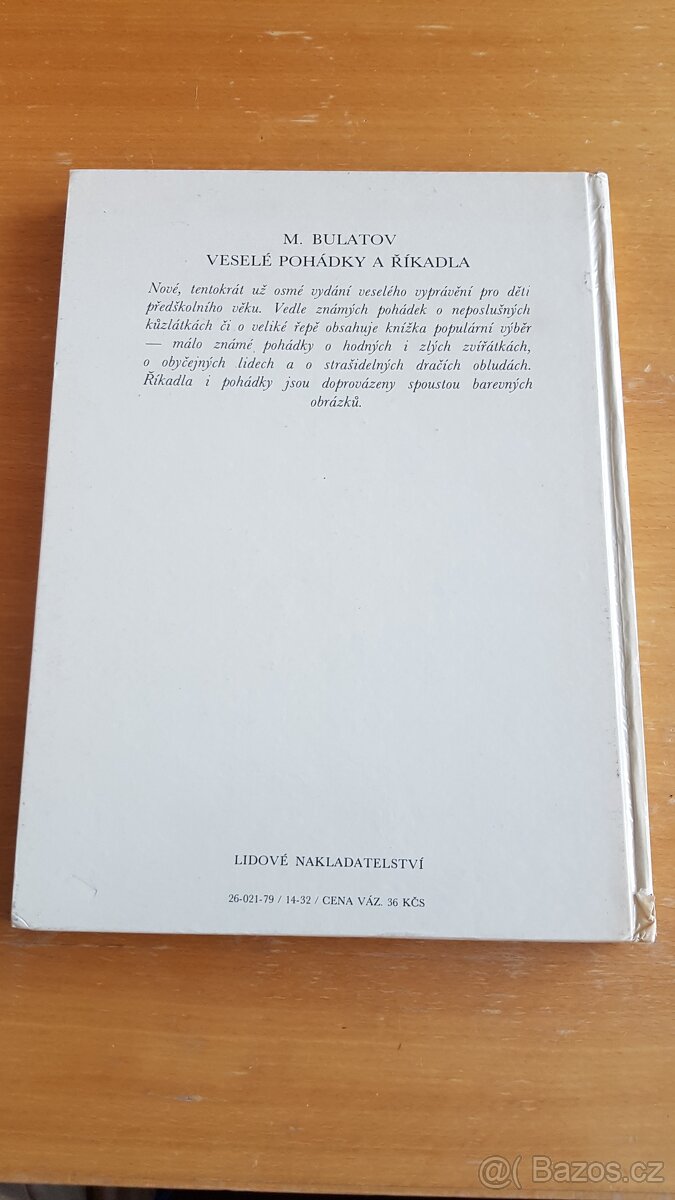 M. BULATOV
VESELÉ POHÁDKY A ŘÍKADLA
Nové, tentokrát už osmé vydání veselého vyprávění pro děti
předškolního věku. Vedle známých pohádek o neposlušných
kůzlátkách či o veliké řepě obsahuje knížka populární výběr
— málo známé pohádky o hodných i zlých zvířátkách,
o obyčejných lidech a o strašidelných dračích obludách.
Říkadla i pohádky jsou doprovázeny spoustou barevných
obrázků.
LIDOVÉ NAKLADATELSTVÍ
26-021-79 / 14-32 / CENA VÁZ. 36 KČS
@( Bazos.cz